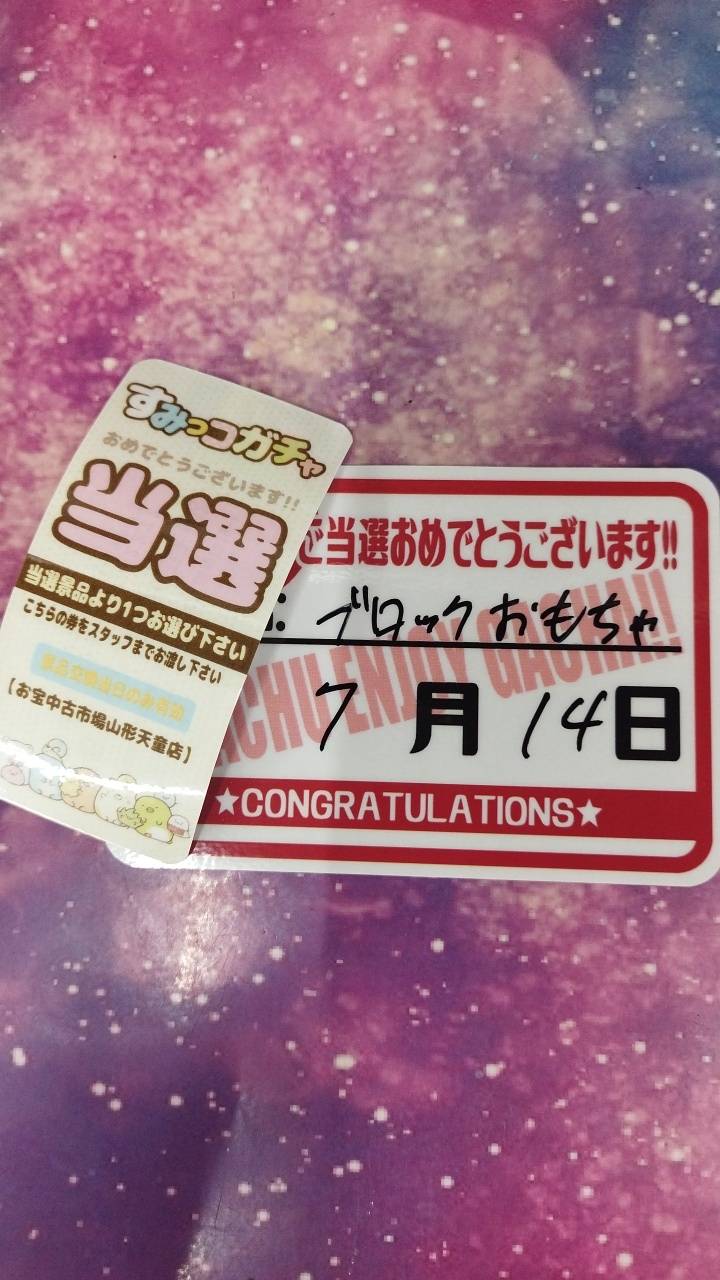 すみっコガチャ
おめでとうございます!!
当選
当選景品より1つお選び下さい
こちらの券をスタッフまでお渡し下さい
景品交換当日のみ有効
【お宝中古市場山形天童店】
ご当選おめでとうございます!!
: ブロックおもちゃ
ENJOY GACHA!!
7月14日
★CONGRATULATIONS★